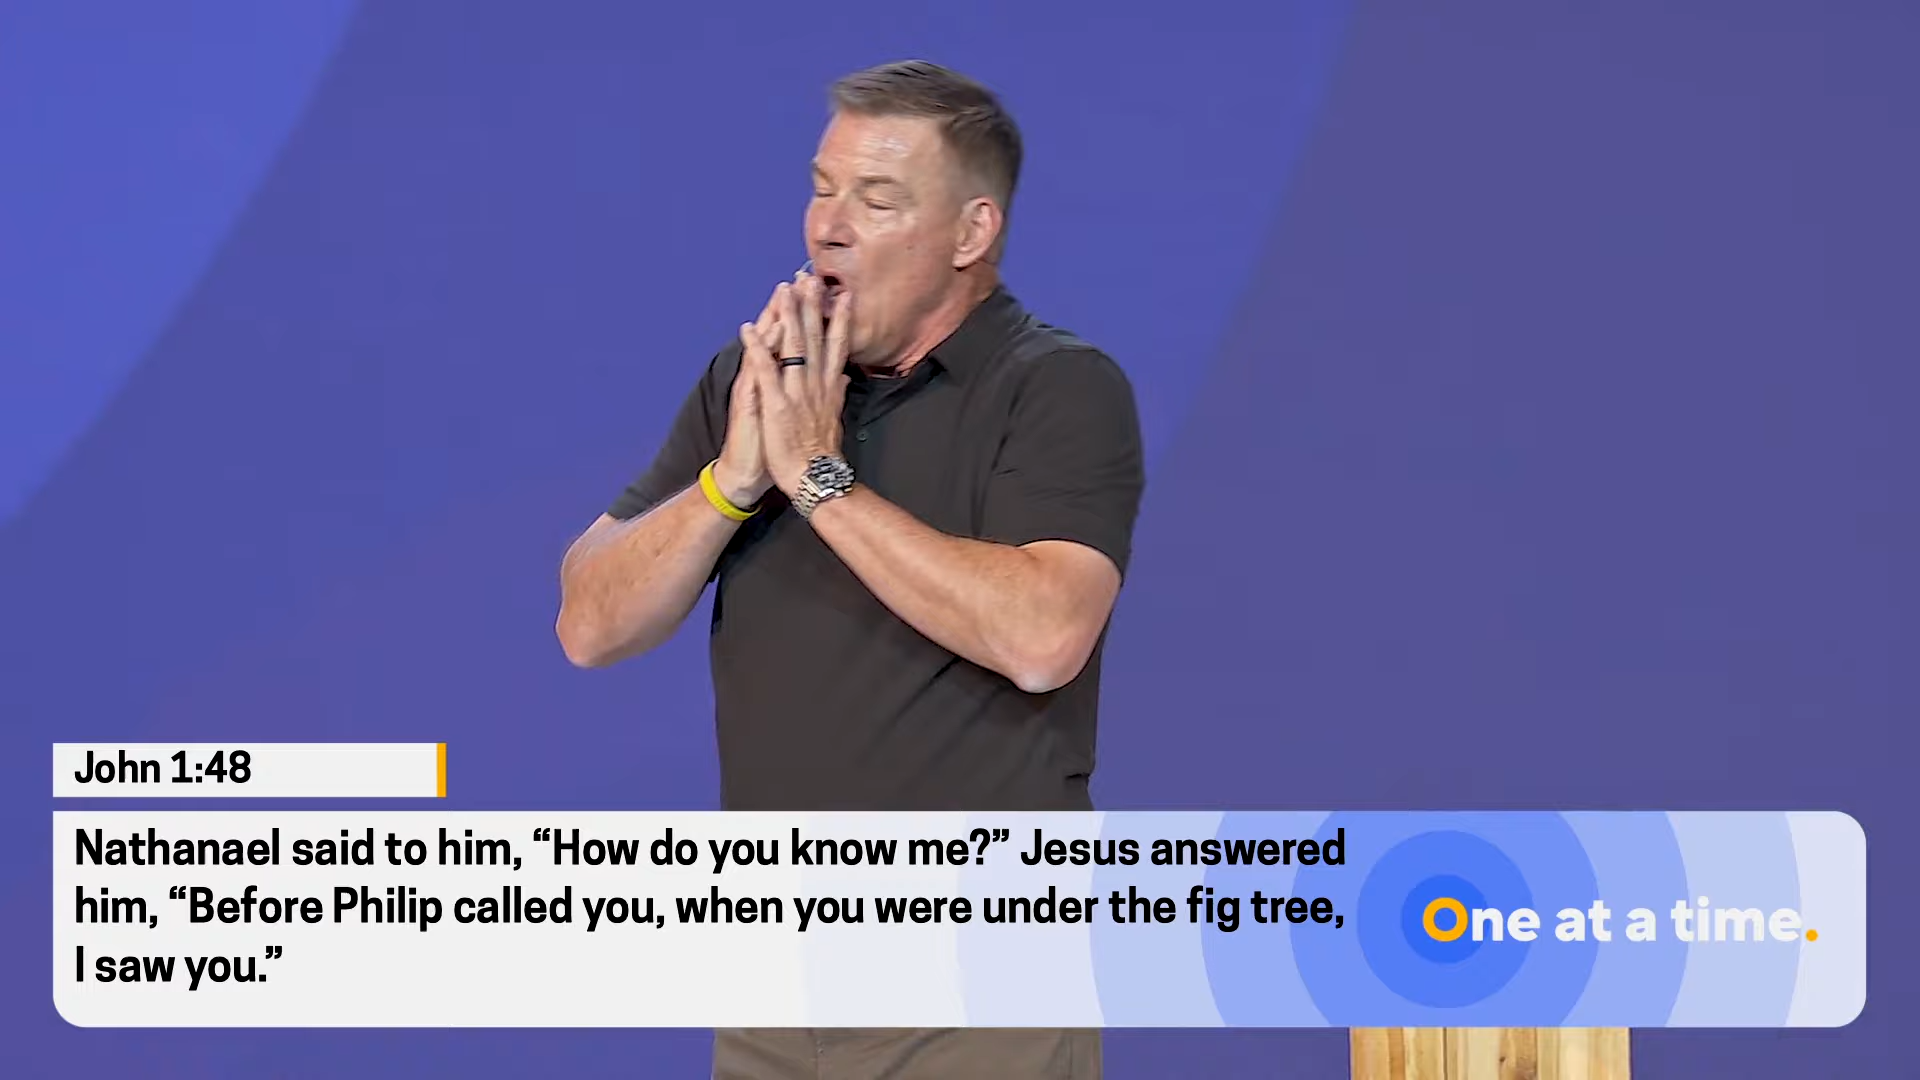 John 1:48
Nathanael said to him, “How do you know me?” Jesus answered
him, “Before Philip called you, when you were under the fig tree,
I saw you.”
One at a time.